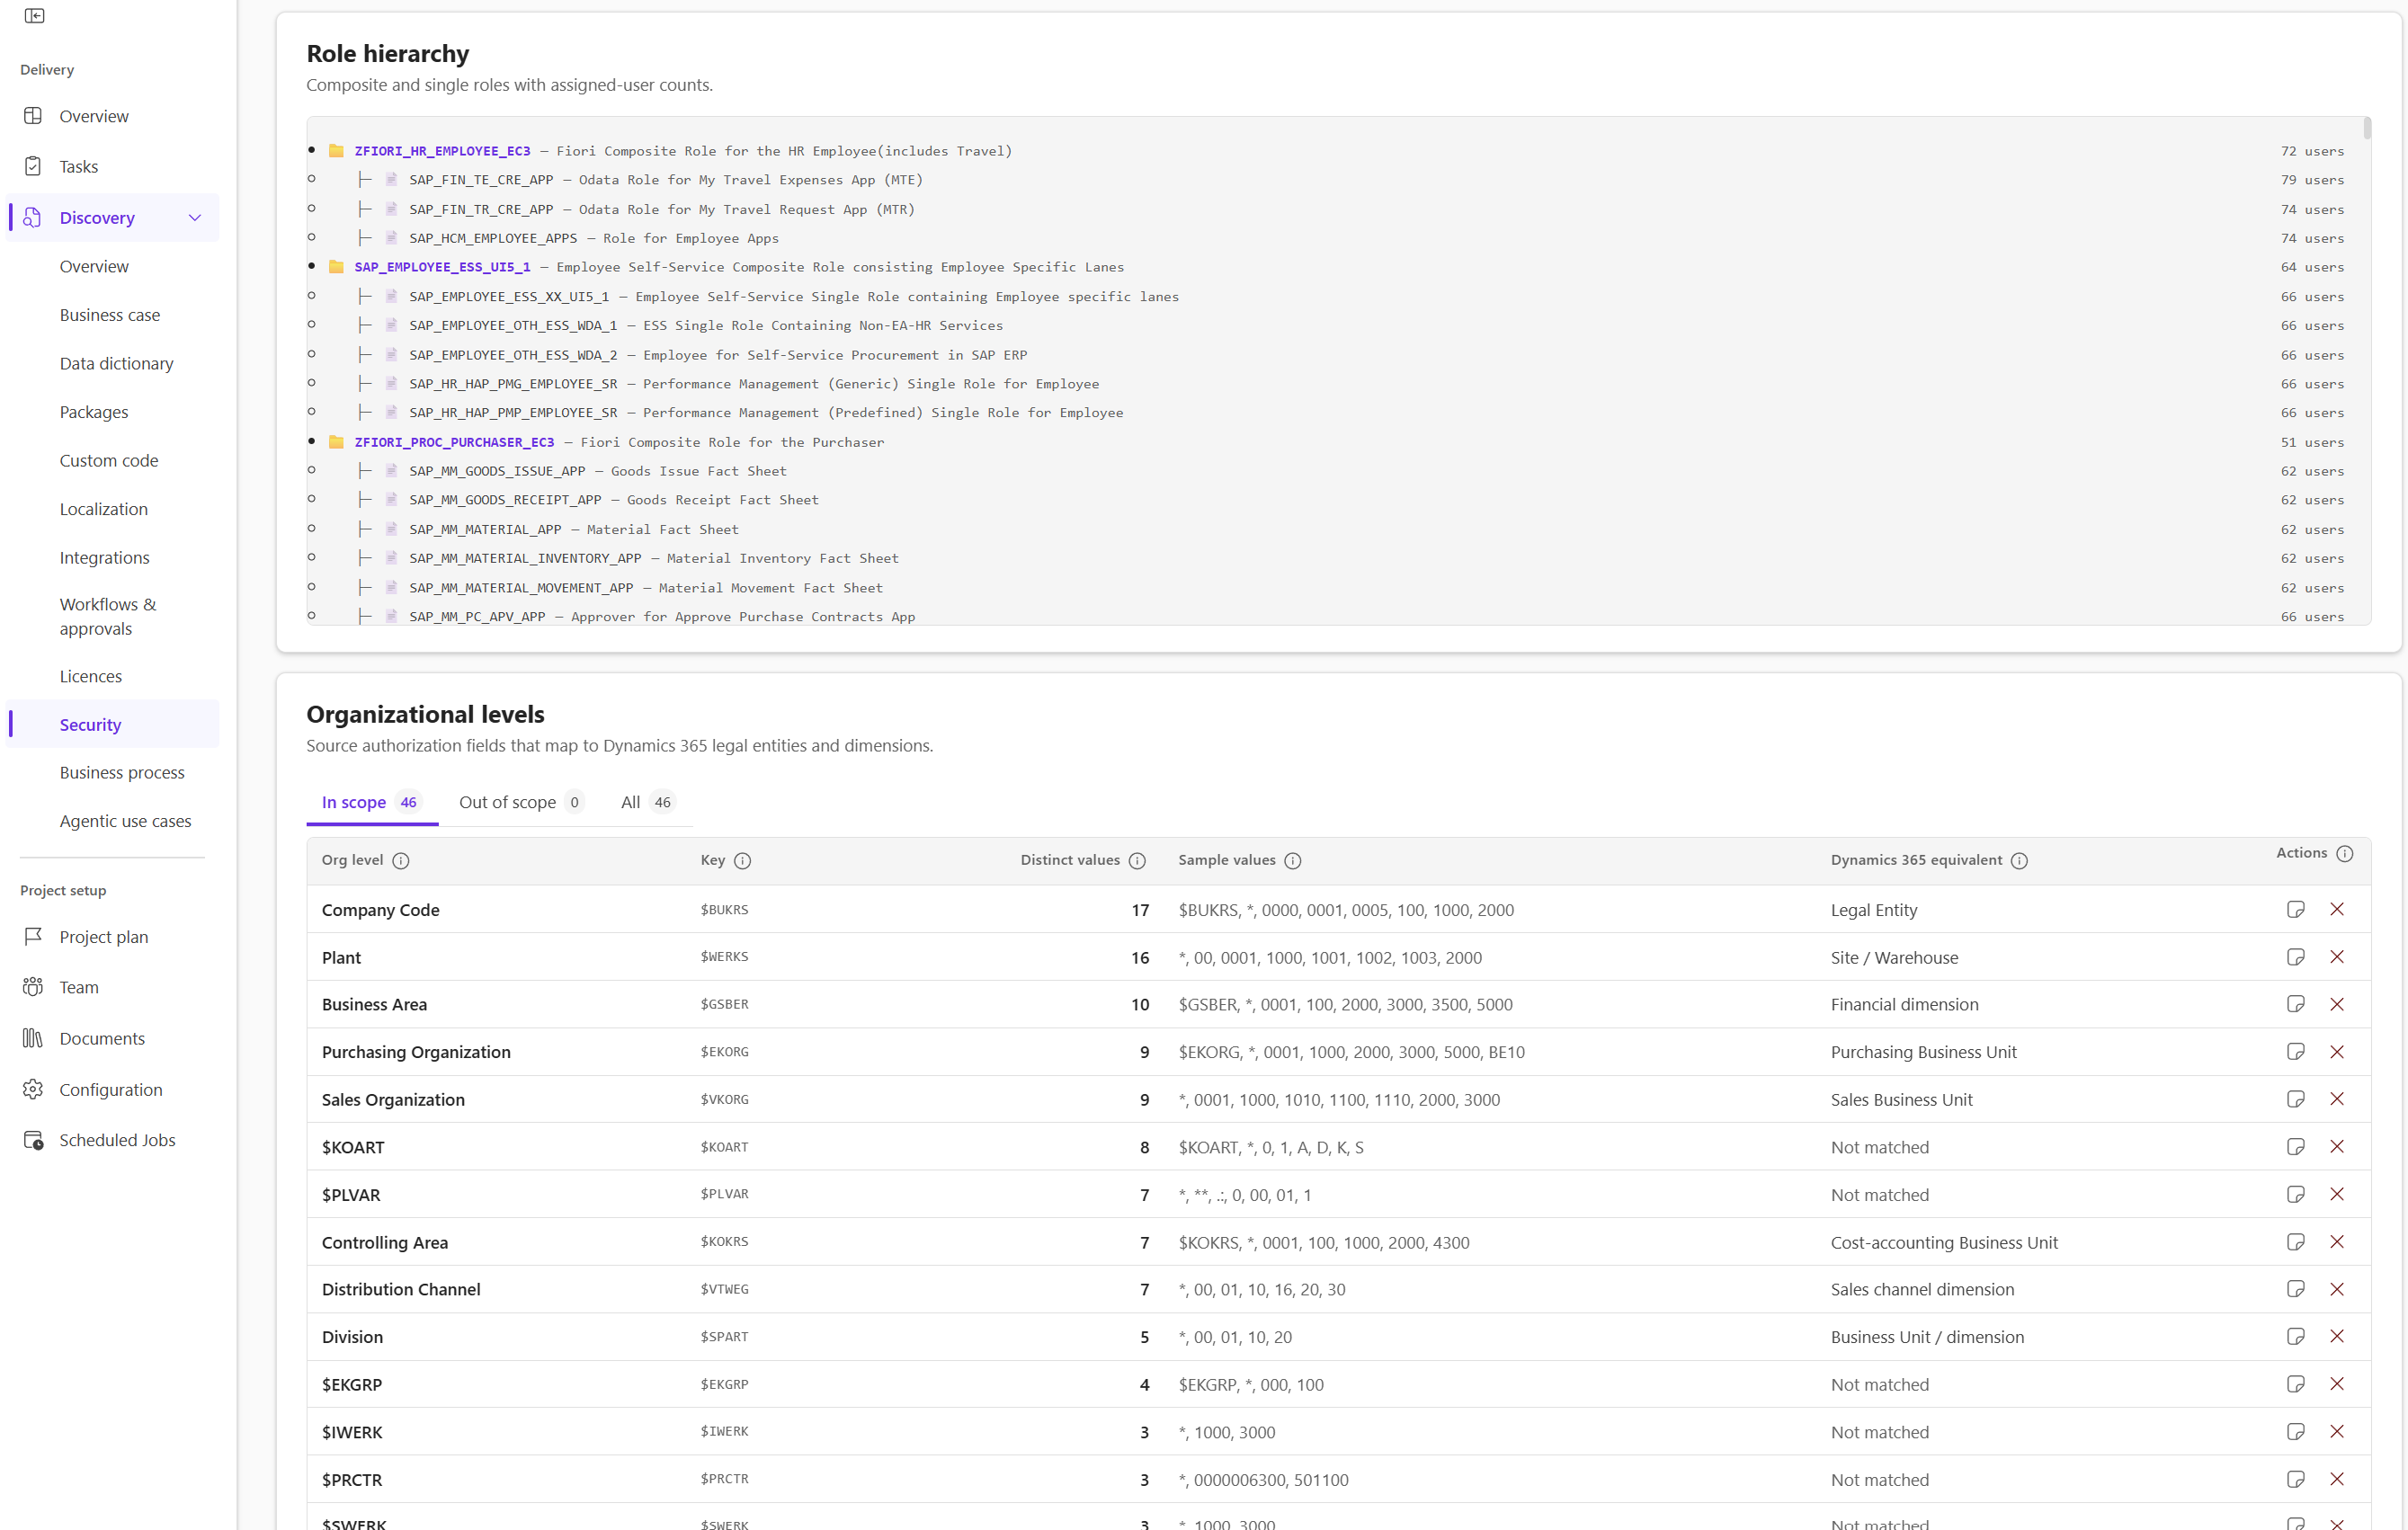 Delivery
Overview
Tasks
Discovery
Overview
Business case
Data dictionary
Packages
Custom code
Localization
Integrations
Workflows &
approvals
Licences
Security
Business process
Agentic use cases
Project setup
Project plan
Team
Documents
Configuration
Scheduled Jobs
Role hierarchy
Composite and single roles with assigned-user counts.
ZFIORI_HR_EMPLOYEE_EC3 — Fiori Composite Role for the HR Employee(includes Travel) 72 users
SAP_FIN_TE_CRE_APP — Odata Role for My Travel Expenses App (MTE) 79 users
SAP_FIN_TR_CRE_APP — Odata Role for My Travel Request App (MTR) 74 users
SAP_HCM_EMPLOYEE_APPS — Role for Employee Apps 74 users
SAP_EMPLOYEE_ESS_UI5_1 — Employee Self-Service Composite Role consisting Employee Specific Lanes 64 users
SAP_EMPLOYEE_ESS_XX_UI5_1 — Employee Self-Service Single Role containing Employee specific lanes 66 users
SAP_EMPLOYEE_OTH_ESS_WDA_1 — ESS Single Role Containing Non-EA-HR Services 66 users
SAP_EMPLOYEE_OTH_ESS_WDA_2 — Employee for Self-Service Procurement in SAP ERP 66 users
SAP_HR_HAP_PMG_EMPLOYEE_SR — Performance Management (Generic) Single Role for Employee 66 users
SAP_HR_HAP_PMP_EMPLOYEE_SR — Performance Management (Predefined) Single Role for Employee 66 users
ZFIORI_PROC_PURCHASER_EC3 — Fiori Composite Role for the Purchaser 51 users
SAP_MM_GOODS_ISSUE_APP — Goods Issue Fact Sheet 62 users
SAP_MM_GOODS_RECEIPT_APP — Goods Receipt Fact Sheet 62 users
SAP_MM_MATERIAL_APP — Material Fact Sheet 62 users
SAP_MM_MATERIAL_INVENTORY_APP — Material Inventory Fact Sheet 62 users
SAP_MM_MATERIAL_MOVEMENT_APP — Material Movement Fact Sheet 62 users
SAP_MM_PC_APV_APP — Approver for Approve Purchase Contracts App 66 users
Organizational levels
Source authorization fields that map to Dynamics 365 legal entities and dimensions.
In scope 46 Out of scope 0 All 46
Org level Key Distinct values Sample values Dynamics 365 equivalent Actions
Company Code $BUKRS 17 $BUKRS, *, 0000, 0001, 0005, 100, 1000, 2000 Legal Entity
Plant $WERKS 16 *, 00, 0001, 1000, 1001, 1002, 1003, 2000 Site / Warehouse
Business Area $GSBER 10 $GSBER, *, 0001, 100, 2000, 3000, 3500, 5000 Financial dimension
Purchasing Organization $EKORG 9 $EKORG, *, 0001, 1000, 2000, 3000, 5000, BE10 Purchasing Business Unit
Sales Organization $VKORG 9 *, 0001, 1000, 1010, 1100, 1110, 2000, 3000 Sales Business Unit
$KOART $KOART 8 $KOART, *, 0, 1, A, D, K, S Not matched
$PLVAR $PLVAR 7 *, **, .:, 0, 00, 01, 1 Not matched
Controlling Area $KOKRS 7 $KOKRS, *, 0001, 100, 1000, 2000, 4300 Cost-accounting Business Unit
Distribution Channel $VTWEG 7 *, 00, 01, 10, 16, 20, 30 Sales channel dimension
Division $SPART 5 *, 00, 01, 10, 20 Business Unit / dimension
$EKGRP $EKGRP 4 $EKGRP, *, 000, 100 Not matched
$IWERK $IWERK 3 *, 1000, 3000 Not matched
$PRCTR $PRCTR 3 *, 0000006300, 501100 Not matched
$SWERK $SWERK 3 *, 1000, 3000 Not matched